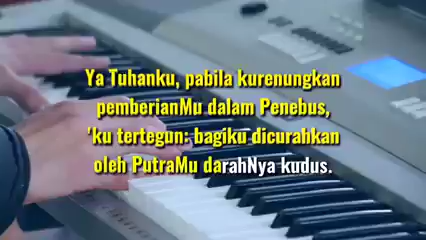 Ya Tuhanku, pabila kurenungkan
pemberianMu dalam Penebus,
'ku tertegun: bagiku dicurahkan
oleh PutraMu darahNya kudus.